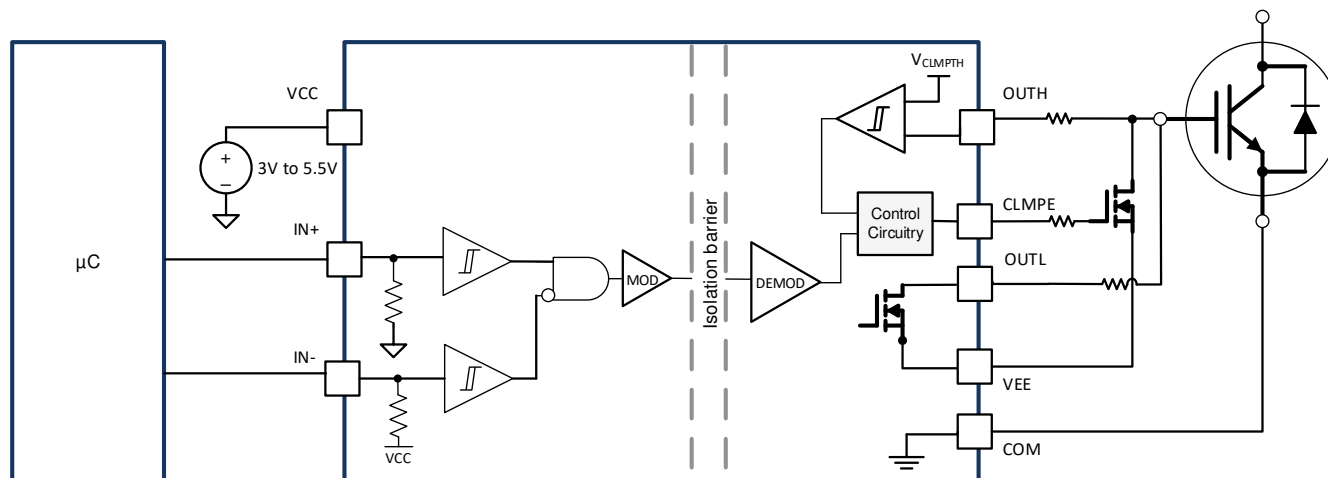 µC
VCC
+
−
3V to 5.5V
IN+
IN-
VCC
MOD
Isolation barrier
DEMOD
VCLMPTH
Control
Circuitry
OUTH
CLMPE
OUTL
VEE
COM